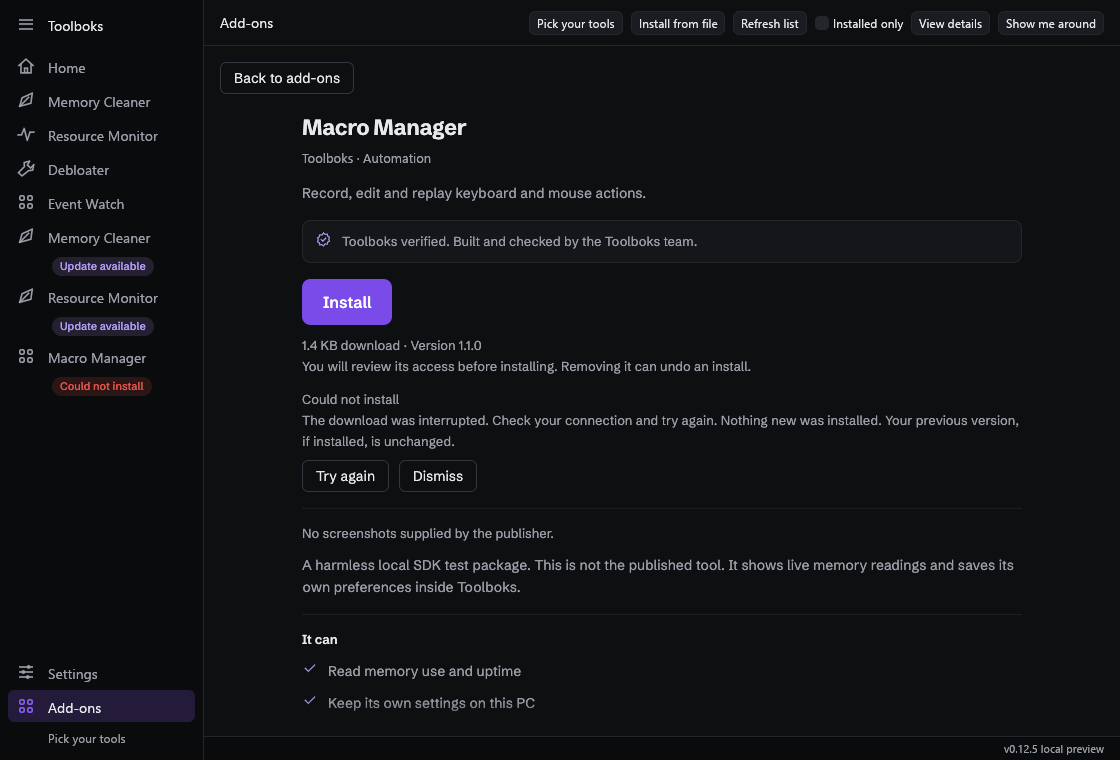 Toolboks
Home
Memory Cleaner
Resource Monitor
Debloater
Event Watch
Memory Cleaner
Update available
Resource Monitor
Update available
Macro Manager
Could not install
Settings
Add-ons
Pick your tools
Add-ons
Pick your tools
Install from file
Refresh list
Installed only
View details
Show me around
Back to add-ons
Macro Manager
Toolboks · Automation
Record, edit and replay keyboard and mouse actions.
Toolboks verified. Built and checked by the Toolboks team.
Install
1.4 KB download · Version 1.1.0
You will review its access before installing. Removing it can undo an install.
Could not install
The download was interrupted. Check your connection and try again. Nothing new was installed. Your previous version,
if installed, is unchanged.
Try again
Dismiss
No screenshots supplied by the publisher.
A harmless local SDK test package. This is not the published tool. It shows live memory readings and saves its
own preferences inside Toolboks.
It can
Read memory use and uptime
Keep its own settings on this PC
v0.12.5 local preview